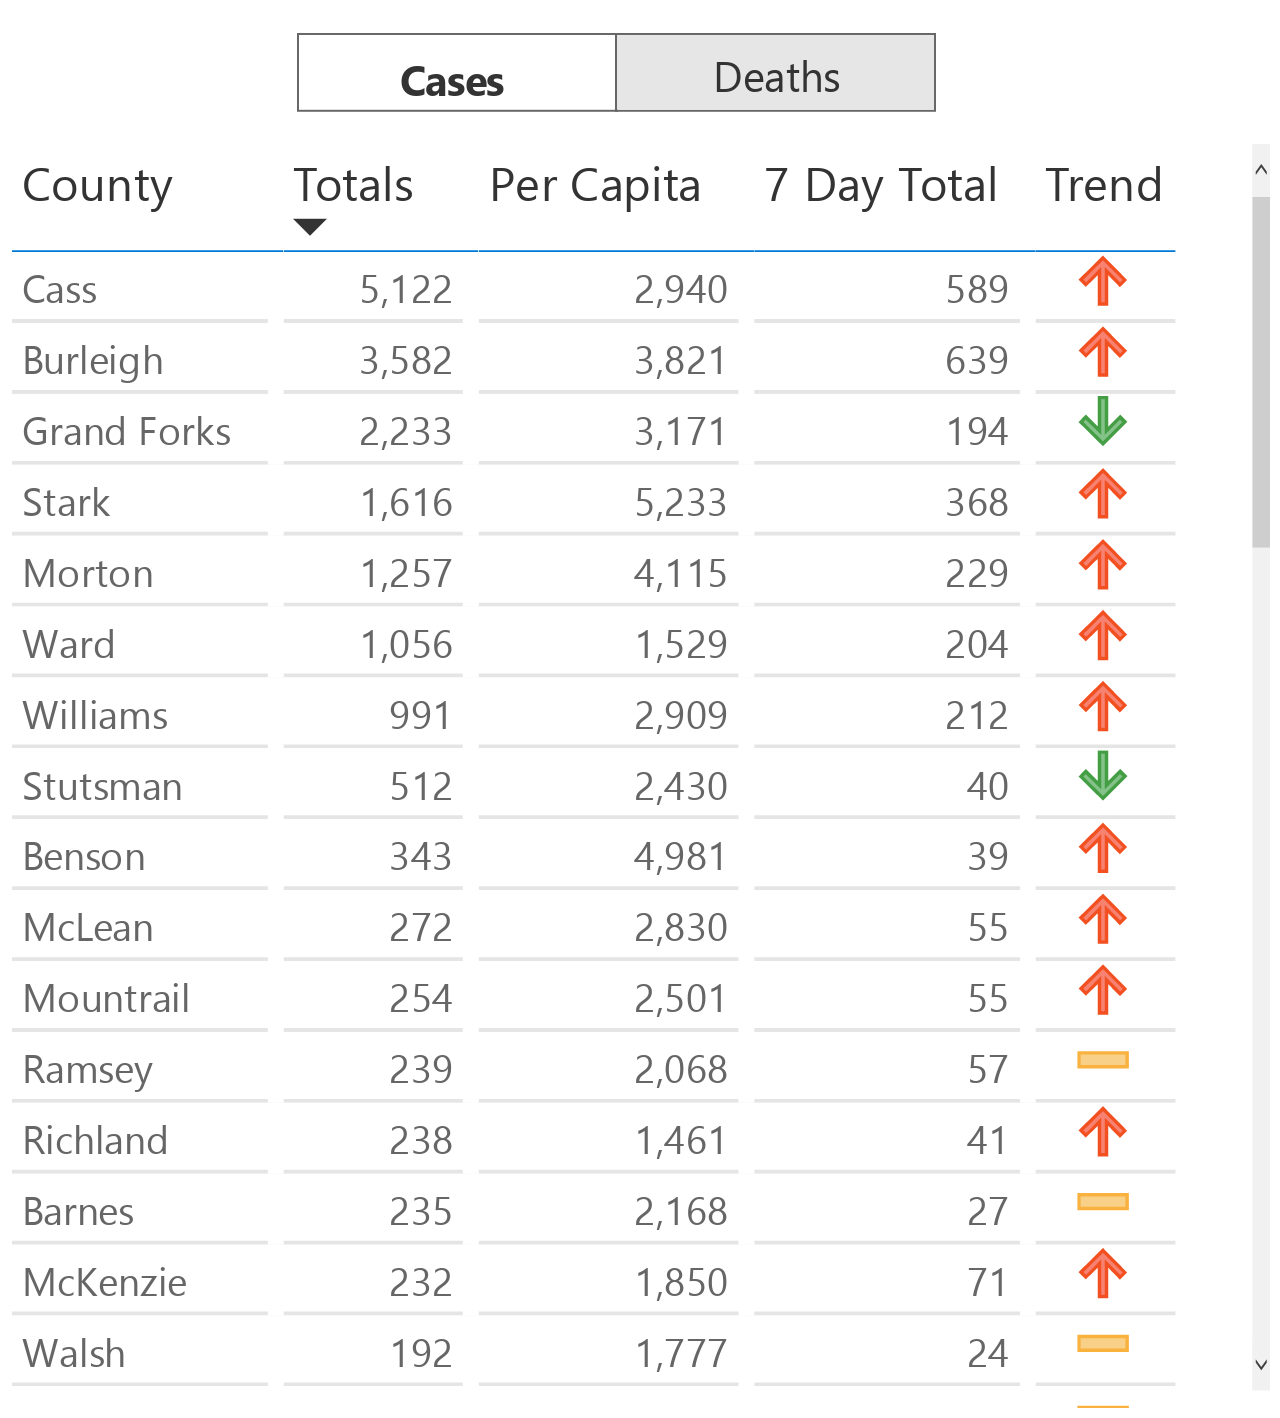 Cases Deaths
County Totals Per Capita 7 Day Total Trend
Cass 5,122 2,940 589
Burleigh 3,582 3,821 639
Grand Forks 2,233 3,171 194
Stark 1,616 5,233 368
Morton 1,257 4,115 229
Ward 1,056 1,529 204
Williams 991 2,909 212
Stutsman 512 2,430 40
Benson 343 4,981 39
McLean 272 2,830 55
Mountrail 254 2,501 55
Ramsey 239 2,068 57
Richland 238 1,461 41
Barnes 235 2,168 27
McKenzie 232 1,850 71
Walsh 192 1,777 24